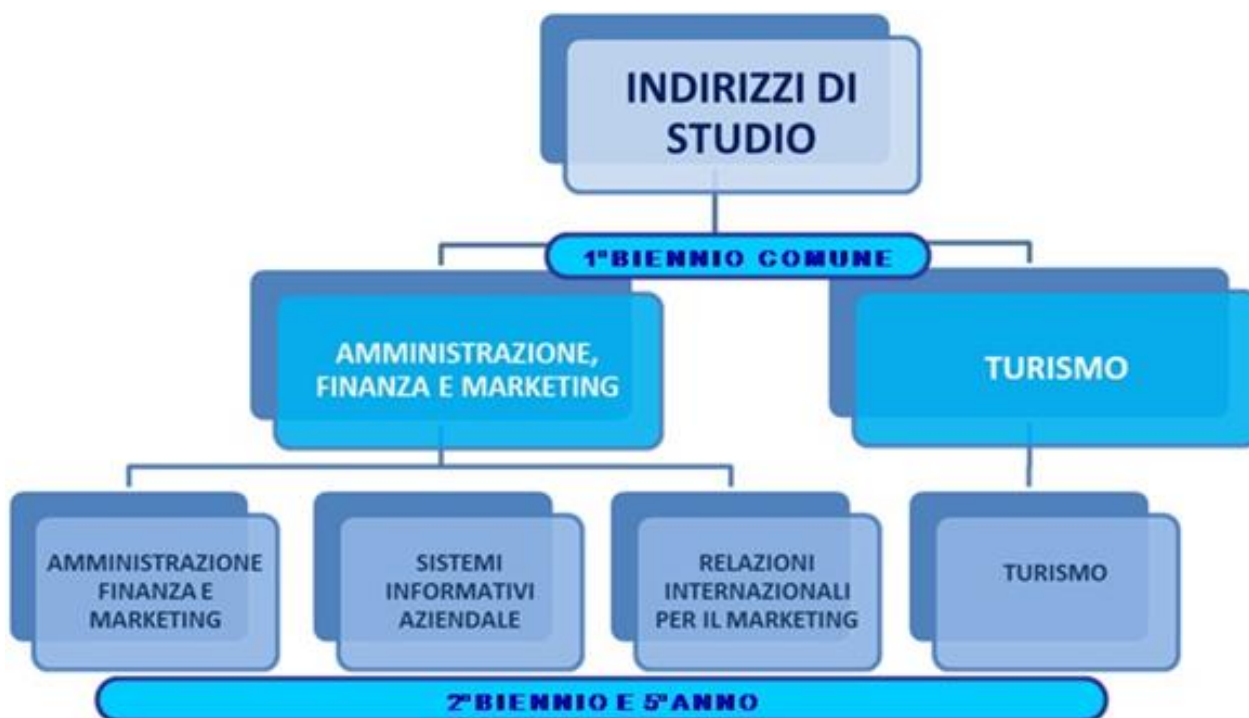 INDIRIZZI DI
STUDIO
1°BIENNIO COMUNE
AMMINISTRAZIONE,
FINANZA E MARKETING
TURISMO
AMMINISTRAZIONE
FINANZA E
MARKETING
SISTEMI
INFORMATIVI
AZIENDALE
RELAZIONI
INTERNAZIONALI
PER IL MARKETING
TURISMO
2°BIENNIO E 5°ANNO